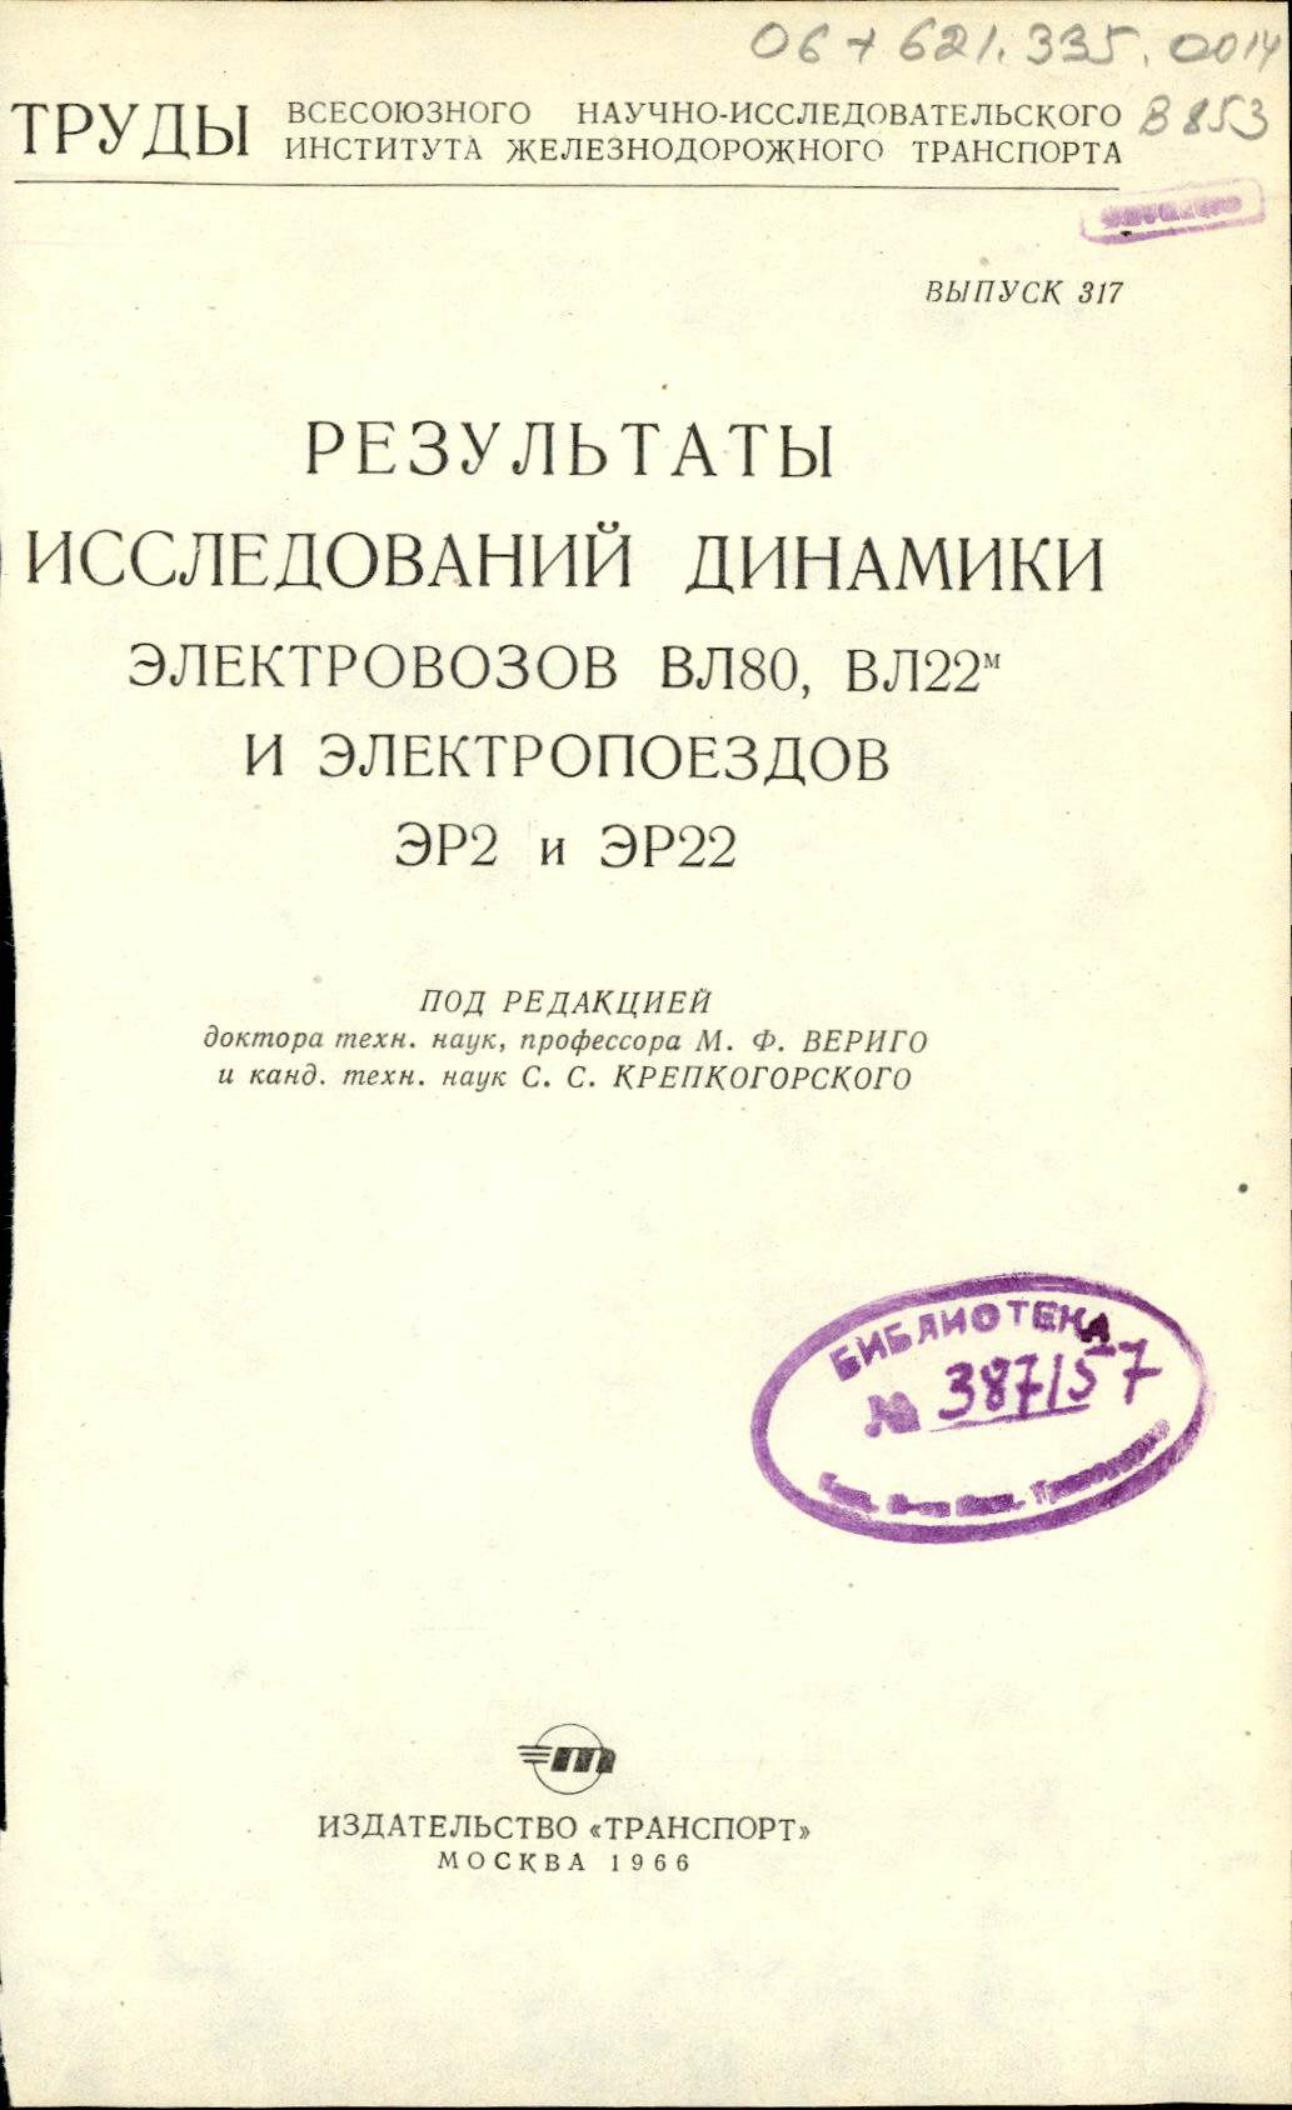 06+621.335.0014
ТРУДЫ ВСЕСОЮЗНОГО НАУЧНО-ИССЛЕДОВАТЕЛЬСКОГО
ИНСТИТУТА ЖЕЛЕЗНОДОРОЖНОГО ТРАНСПОРТА
В 853
ВЫПУСК 317
РЕЗУЛЬТАТЫ
ИССЛЕДОВАНИЙ ДИНАМИКИ
ЭЛЕКТРОВОЗОВ ВЛ80, ВЛ22ᴹ
И ЭЛЕКТРОПОЕЗДОВ
ЭР2 и ЭР22
ПОД РЕДАКЦИЕЙ
доктора техн. наук, профессора М. Ф. ВЕРИГО
и канд. техн. наук С. С. КРЕПКОГОРСКОГО
БИБЛИОТЕКА
№ 387157
т
ИЗДАТЕЛЬСТВО «ТРАНСПОРТ»
МОСКВА 1966